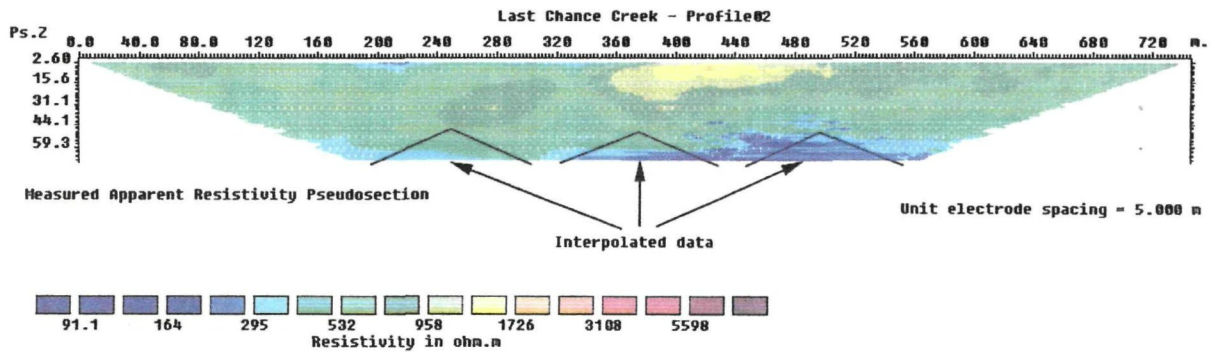 Last Chance Creek - Profile02
Ps.Z
0.0 40.0 80.0 120 160 200 240 280 320 360 400 440 480 520 560 600 640 680 720 m.
2.60
15.6
31.1
44.1
59.3
Measured Apparent Resistivity Pseudosection
Unit electrode spacing = 5.000 m
Interpolated data
91.1 164 295 532 958 1726 3108 5598
Resistivity in ohm.m